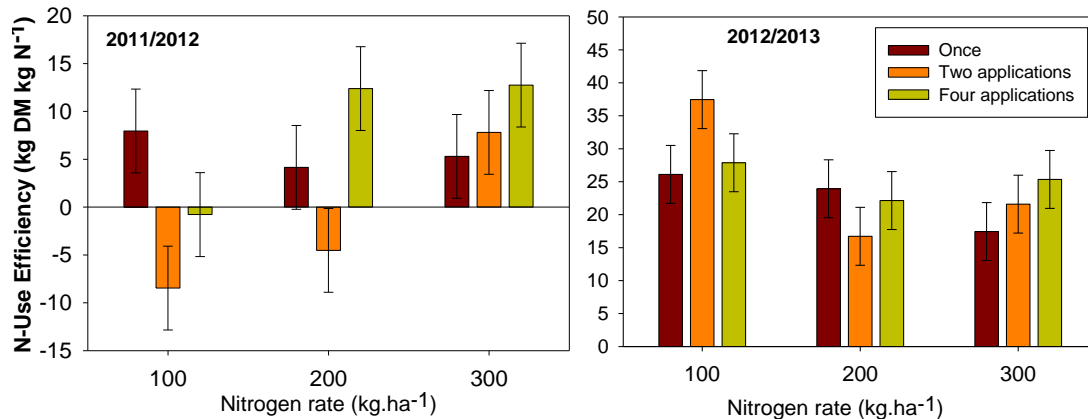 N-Use Efficiency (kg DM kg N-1)
2011/2012
20
15
10
5
0
-5
-10
-15
100 200 300
Nitrogen rate (kg.ha-1)
2012/2013
Once
Two applications
Four applications
50
45
40
35
30
25
20
15
10
5
0
100 200 300
Nitrogen rate (kg.ha-1)